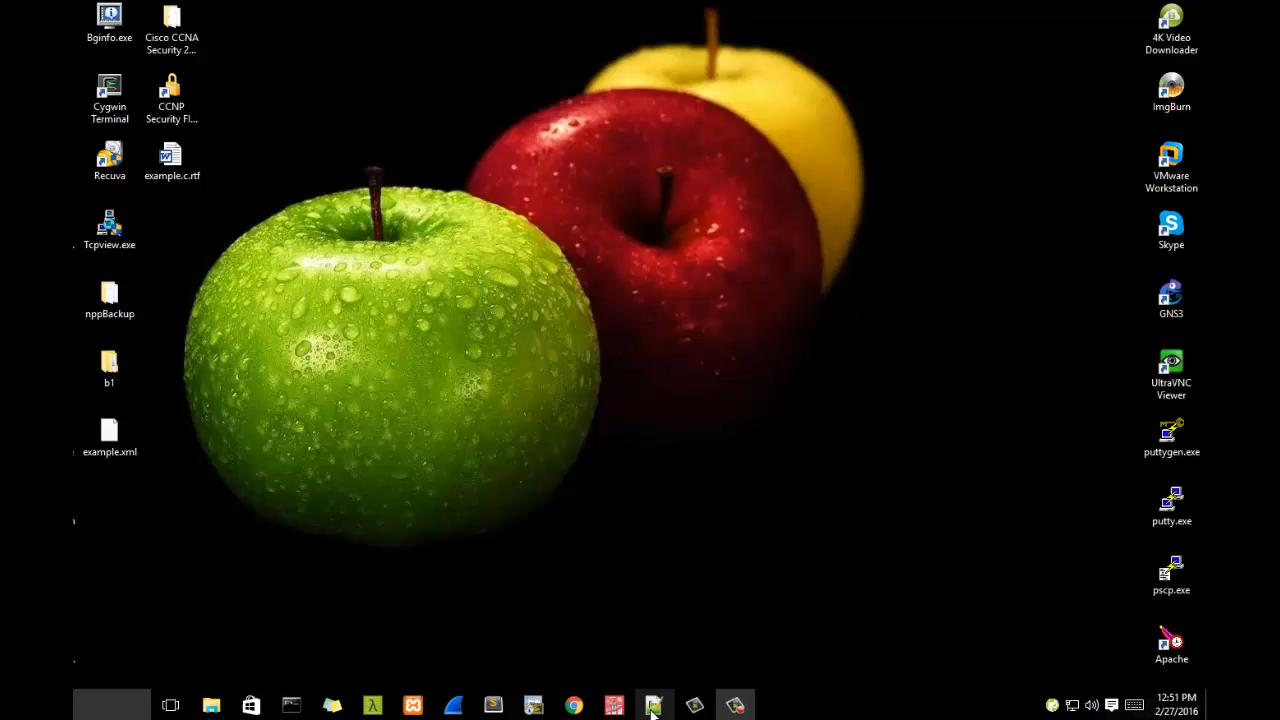 Bginfo.exe
Cisco CCNA
Security 2...
Cygwin
Terminal
CCNP
Security Fl...
Recuva
example.c.rtf
Tcpview.exe
nppBackup
b1
example.xml
4K Video
Downloader
ImgBurn
VMware
Workstation
Skype
GNS3
UltraVNC
Viewer
puttygen.exe
putty.exe
pscp.exe
Apache
12:51 PM
2/27/2016